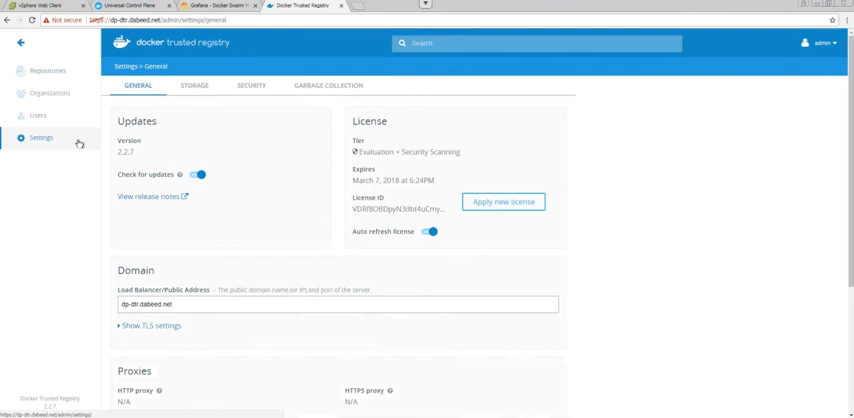 vSphere Web Client
Universal Control Plane
Grafana - Docker Swarm H
Docker Trusted Registry
Not secure
https://dp-dtr.dabeed.net/admin/settings/general
docker trusted registry
Search
admin
Repositories
Organizations
Users
Settings
Settings > General
GENERAL
STORAGE
SECURITY
GARBAGE COLLECTION
Updates
Version
2.2.7
Check for updates
View release notes
License
Tier
Evaluation + Security Scanning
Expires
March 7, 2018 at 6:24PM
License ID
VDRf8OBDpyN3dbt4uCmy...
Apply new license
Auto refresh license
Domain
Load Balancer/Public Address - The public domain name (or IP) and port of the server.
dp-dtr.dabeed.net
Show TLS settings
Proxies
HTTP proxy
N/A
HTTPS proxy
N/A
Docker Trusted Registry
2.2.7
https://dp-dtr.dabeed.net/admin/settings/